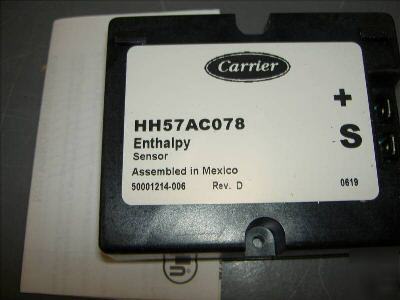 Carrier
HH57AC078
Enthalpy
Sensor
Assembled in Mexico
50001214-006 Rev. D 0619
+
S